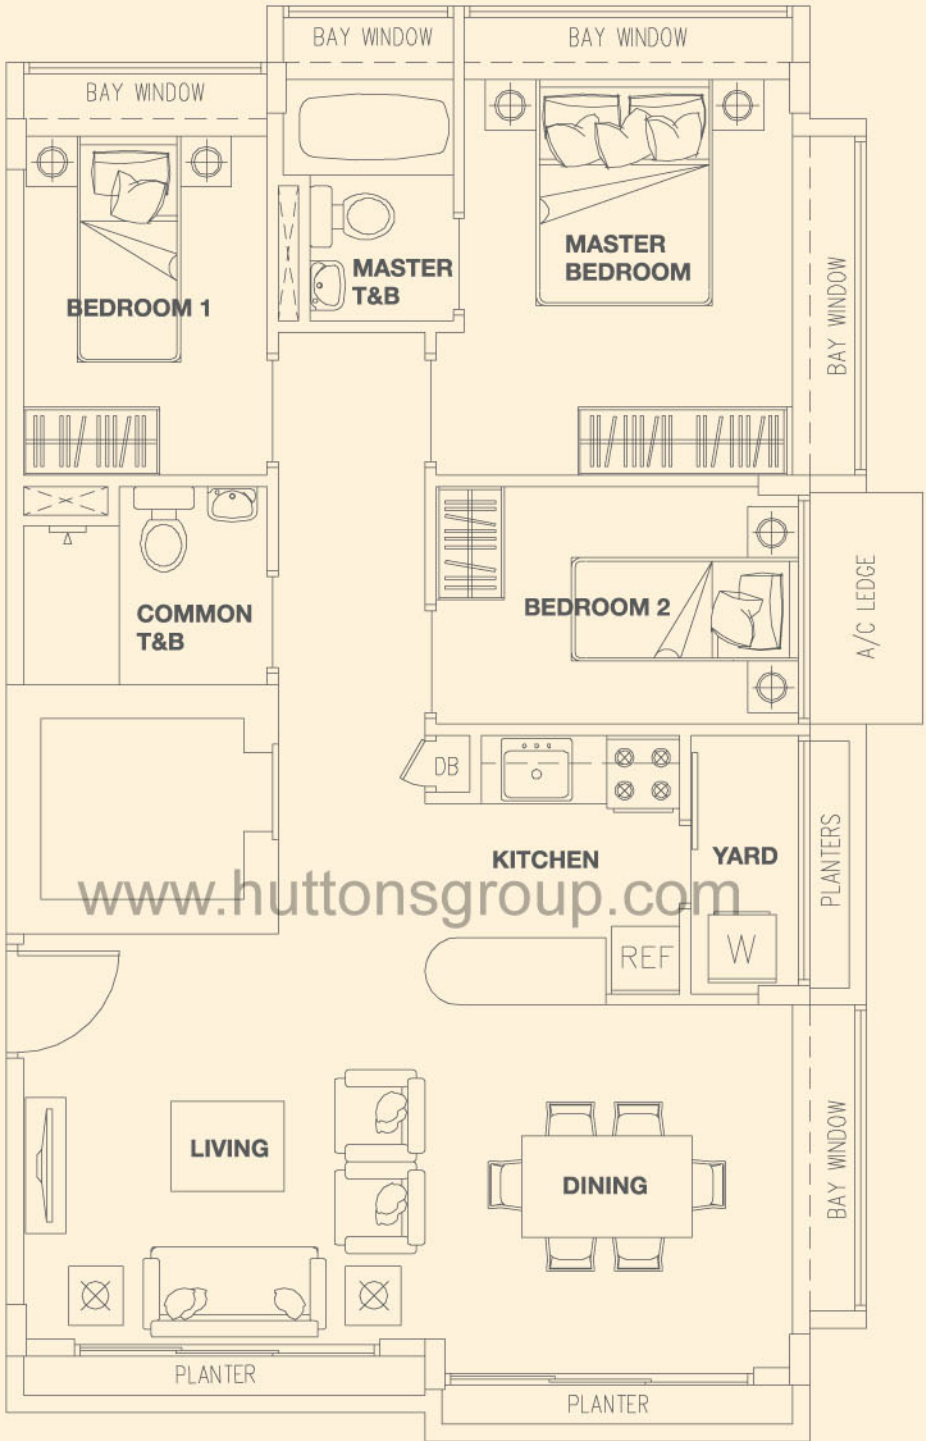 BAY WINDOW
BAY WINDOW
BAY WINDOW
MASTER
BEDROOM
MASTER
T&B
BEDROOM 1
BAY WINDOW
COMMON
T&B
BEDROOM 2
A/C LEDGE
DB
KITCHEN
YARD
PLANTERS
www.huttonsgroup.com
REF
W
LIVING
DINING
BAY WINDOW
PLANTER
PLANTER